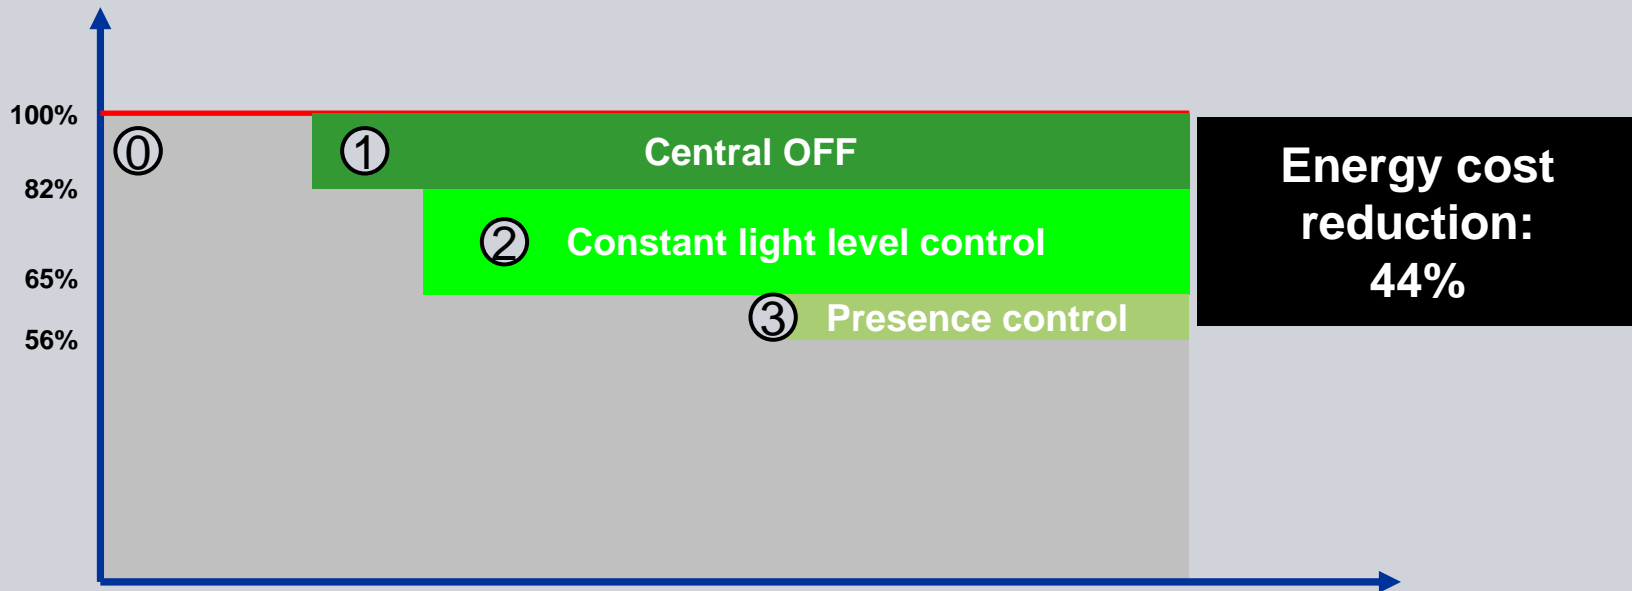 100%
⓪
①
Central OFF
82%
②
Constant light level control
65%
③
Presence control
56%
Energy cost
reduction:
44%